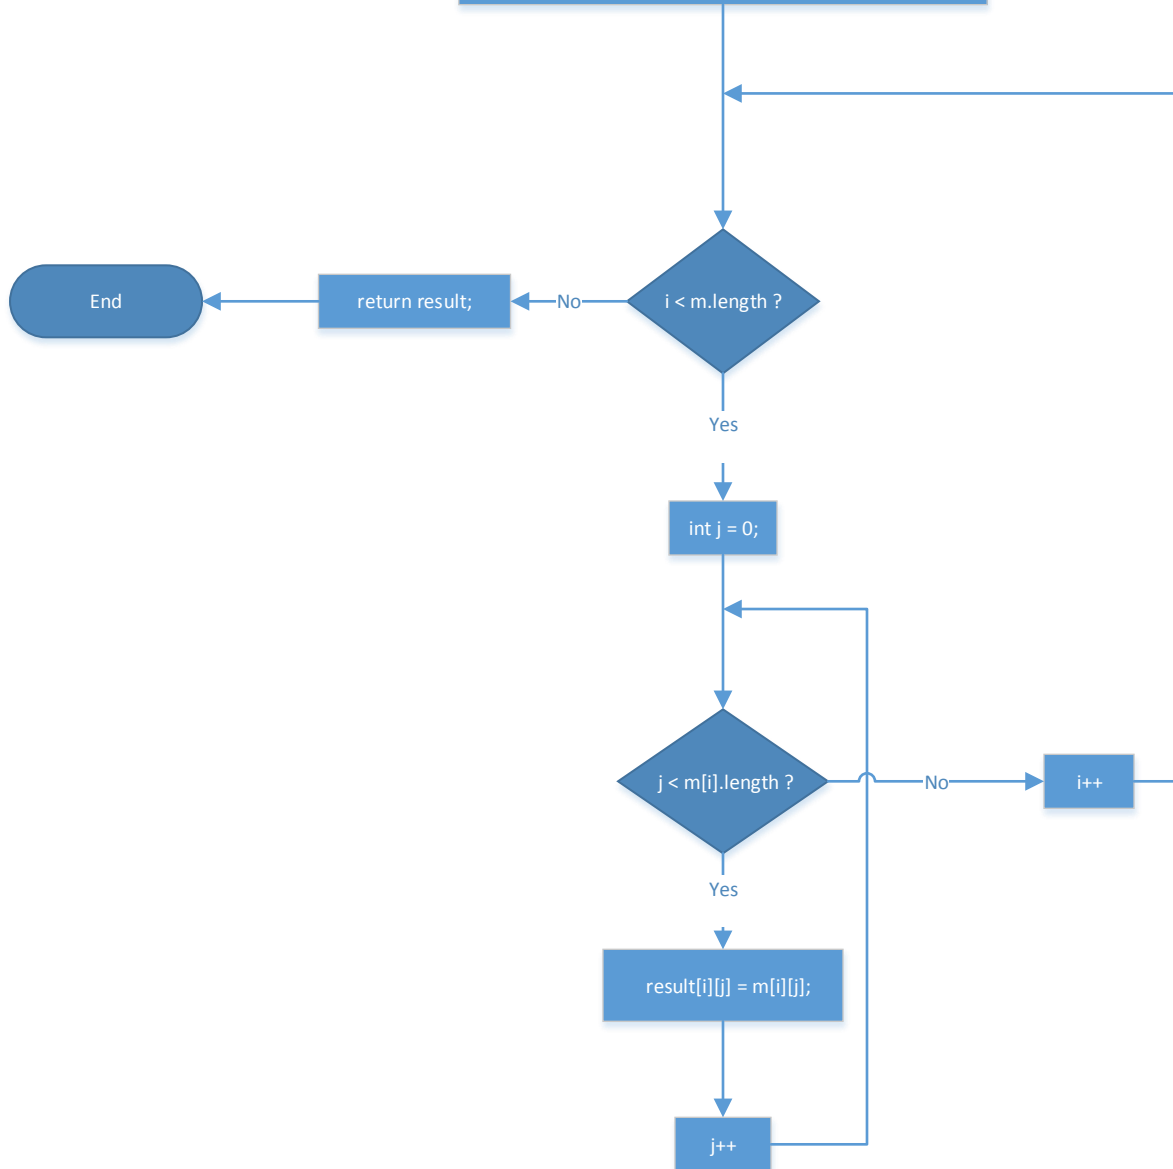 i < m.length ?
No
return result;
End
Yes
int j = 0;
j < m[i].length ?
No
i++
Yes
result[i][j] = m[i][j];
j++